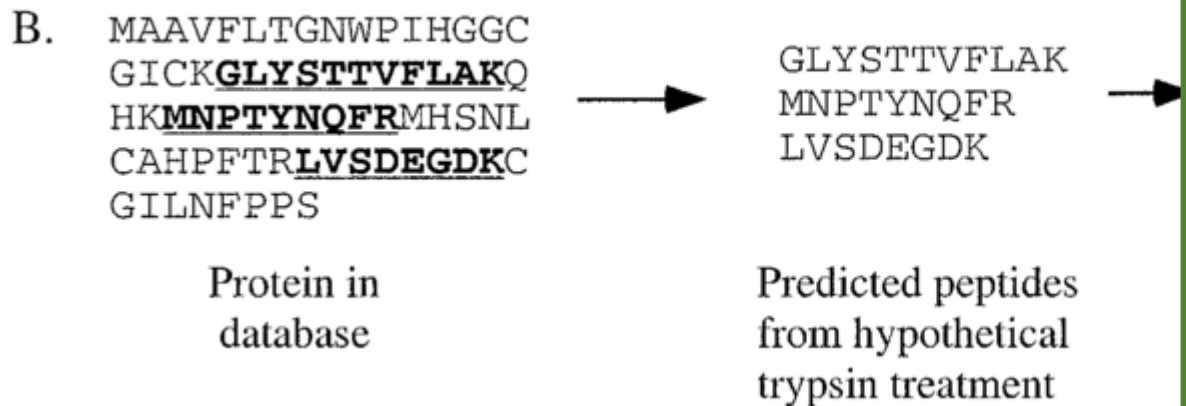 B.
MAAVFLTGNWPIHGGC
GICKGLYSTTVFLAKQ
HKMNPTYNQFRMHSNL
CAHPFTRLVSDEGDKC
GILNFPPS
Protein in
database
GLYSTTVFLAK
MNPTYNQFR
LVSDEGDK
Predicted peptides
from hypothetical
trypsin treatment